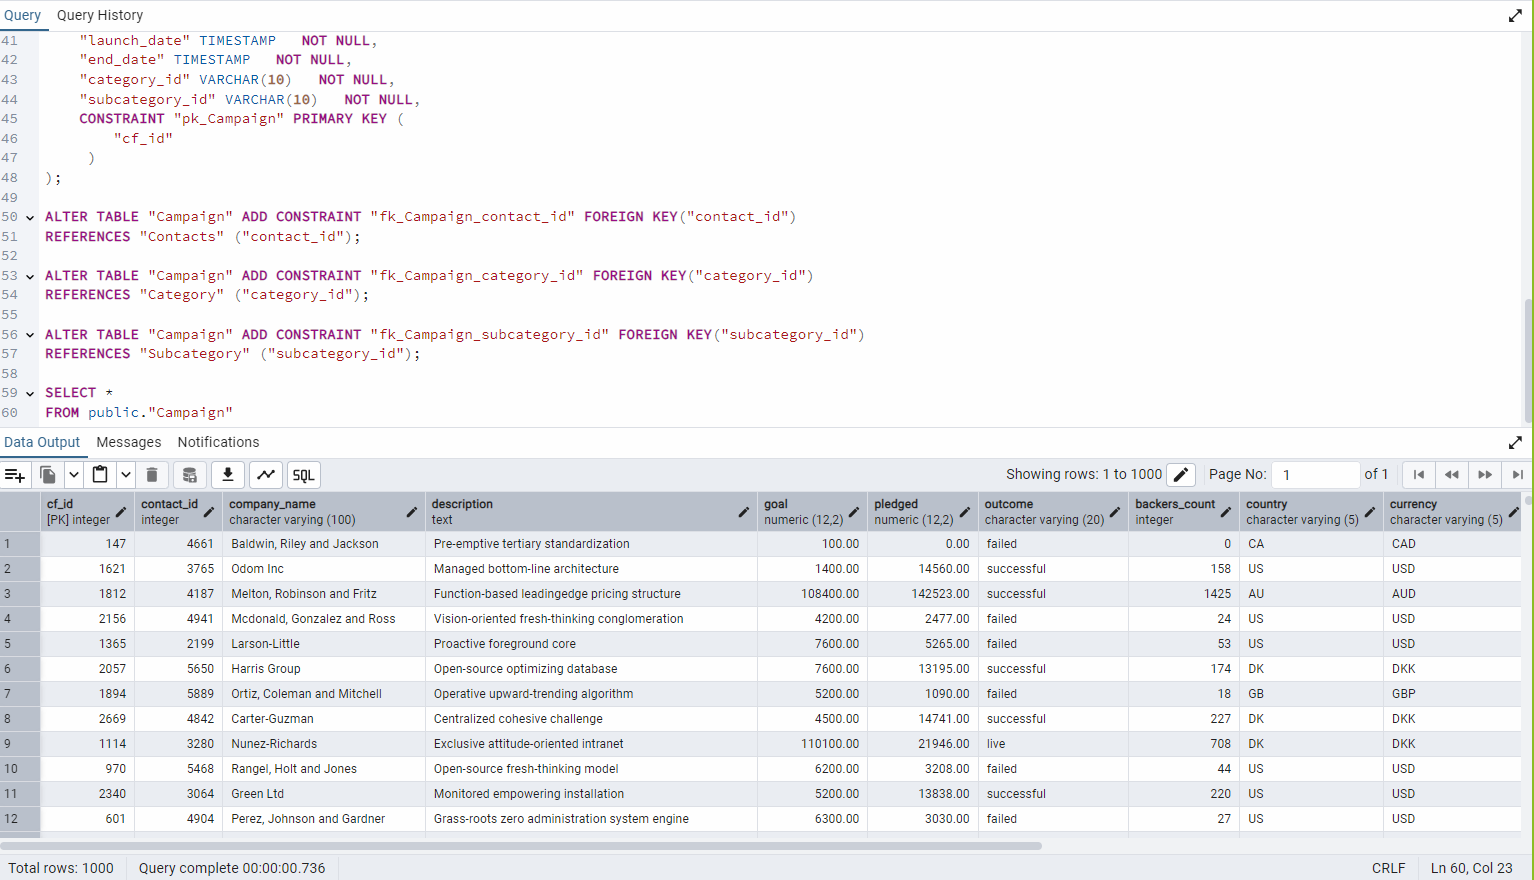 Query Query History
41 "launch_date" TIMESTAMP NOT NULL,
42 "end_date" TIMESTAMP NOT NULL,
43 "category_id" VARCHAR(10) NOT NULL,
44 "subcategory_id" VARCHAR(10) NOT NULL,
45 CONSTRAINT "pk_Campaign" PRIMARY KEY (
46 "cf_id"
47 )
48 );
49
50 ALTER TABLE "Campaign" ADD CONSTRAINT "fk_Campaign_contact_id" FOREIGN KEY("contact_id")
51 REFERENCES "Contacts" ("contact_id");
52
53 ALTER TABLE "Campaign" ADD CONSTRAINT "fk_Campaign_category_id" FOREIGN KEY("category_id")
54 REFERENCES "Category" ("category_id");
55
56 ALTER TABLE "Campaign" ADD CONSTRAINT "fk_Campaign_subcategory_id" FOREIGN KEY("subcategory_id")
57 REFERENCES "Subcategory" ("subcategory_id");
58
59 SELECT *
60 FROM public."Campaign"
Data Output Messages Notifications
SQL Showing rows: 1 to 1000 Page No: 1 of 1
cf_id contact_id company_name description goal pledged outcome backers_count country currency
[PK] integer integer character varying (100) text numeric (12,2) numeric (12,2) character varying (20) integer character varying (5) character varying (5)
1 147 4661 Baldwin, Riley and Jackson Pre-emptive tertiary standardization 100.00 0.00 failed 0 CA CAD
2 1621 3765 Odom Inc Managed bottom-line architecture 1400.00 14560.00 successful 158 US USD
3 1812 4187 Melton, Robinson and Fritz Function-based leadingedge pricing structure 108400.00 142523.00 successful 1425 AU AUD
4 2156 4941 Mcdonald, Gonzalez and Ross Vision-oriented fresh-thinking conglomeration 4200.00 2477.00 failed 24 US USD
5 1365 2199 Larson-Little Proactive foreground core 7600.00 5265.00 failed 53 US USD
6 2057 5650 Harris Group Open-source optimizing database 7600.00 13195.00 successful 174 DK DKK
7 1894 5889 Ortiz, Coleman and Mitchell Operative upward-trending algorithm 5200.00 1090.00 failed 18 GB GBP
8 2669 4842 Carter-Guzman Centralized cohesive challenge 4500.00 14741.00 successful 227 DK DKK
9 1114 3280 Nunez-Richards Exclusive attitude-oriented intranet 110100.00 21946.00 live 708 DK DKK
10 970 5468 Rangel, Holt and Jones Open-source fresh-thinking model 6200.00 3208.00 failed 44 US USD
11 2340 3064 Green Ltd Monitored empowering installation 5200.00 13838.00 successful 220 US USD
12 601 4904 Perez, Johnson and Gardner Grass-roots zero administration system engine 6300.00 3030.00 failed 27 US USD
Total rows: 1000 Query complete 00:00:00.736 CRLF Ln 60, Col 23